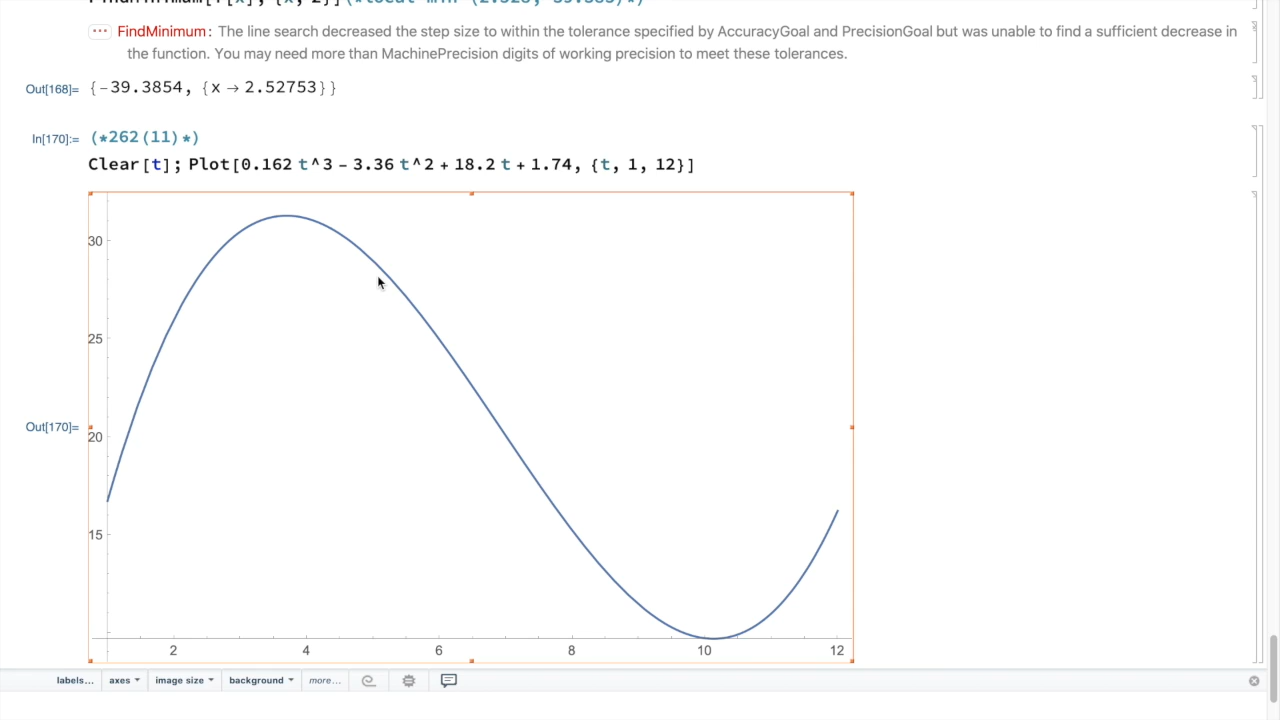 FindMinimum: The line search decreased the step size to within the tolerance specified by AccuracyGoal and PrecisionGoal but was unable to find a sufficient decrease in
the function. You may need more than MachinePrecision digits of working precision to meet these tolerances.
Out[168]= {-39.3854, {x → 2.52753}}
In[170]:= (*262(11)*)
Clear[t]; Plot[0.162 t^3 - 3.36 t^2 + 18.2 t + 1.74, {t, 1, 12}]
30
25
Out[170]=
20
15
2 4 6 8 10 12
labels... axes image size background more...